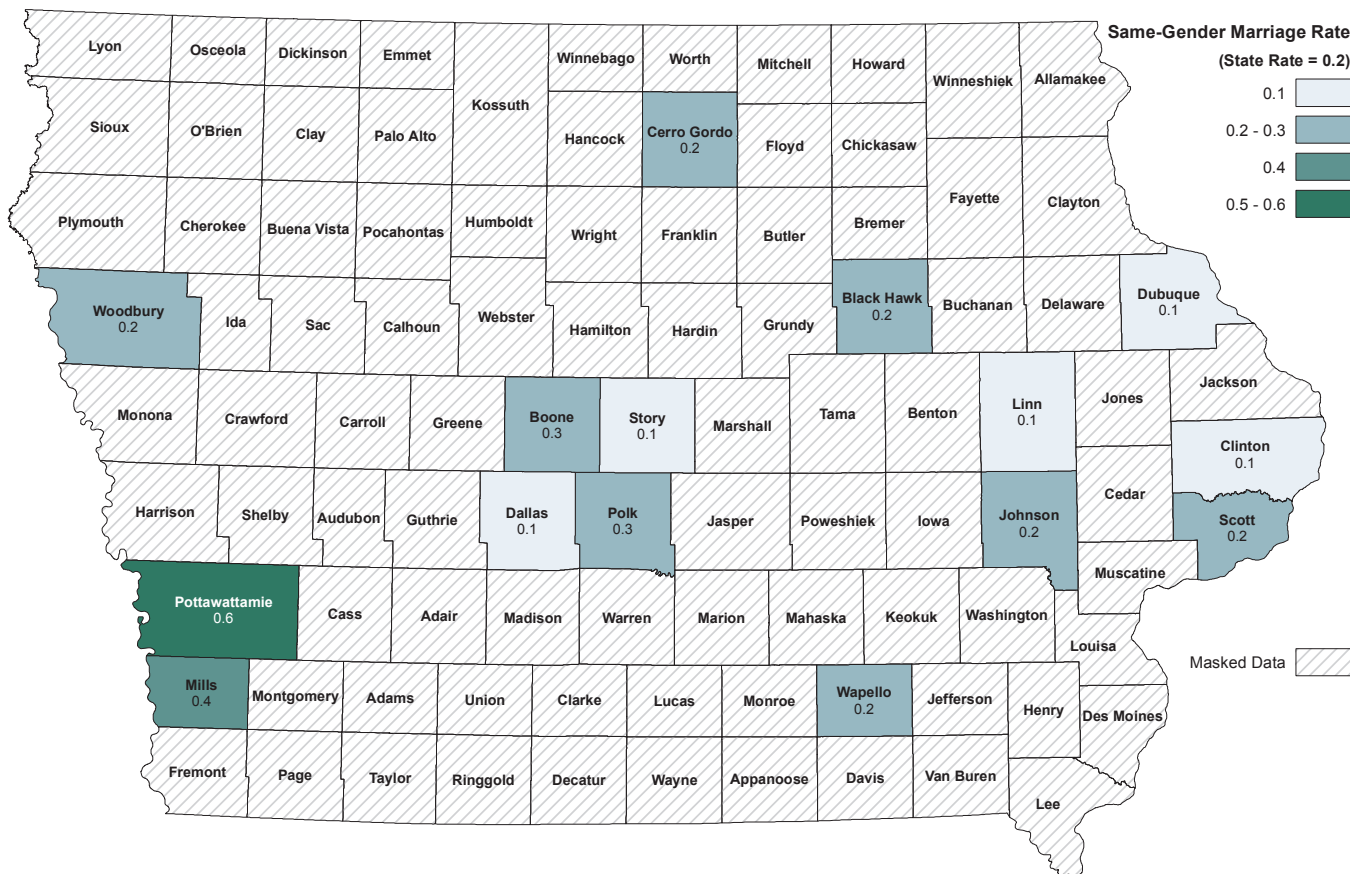 Same-Gender Marriage Rate
(State Rate = 0.2)
0.1
0.2 - 0.3
0.4
0.5 - 0.6
Lyon
Osceola
Dickinson
Emmet
Kossuth
Winnebago
Worth
Mitchell
Howard
Winneshiek
Allamakee
Sioux
O'Brien
Clay
Palo Alto
Hancock
Cerro Gordo
0.2
Floyd
Chickasaw
Fayette
Clayton
Plymouth
Cherokee
Buena Vista
Pocahontas
Humboldt
Wright
Franklin
Butler
Bremer
Woodbury
0.2
Ida
Sac
Calhoun
Webster
Hamilton
Hardin
Grundy
Black Hawk
0.2
Buchanan
Delaware
Dubuque
0.1
Monona
Crawford
Carroll
Greene
Boone
0.3
Story
0.1
Marshall
Tama
Benton
Linn
0.1
Jones
Jackson
Clinton
0.1
Harrison
Shelby
Audubon
Guthrie
Dallas
0.1
Polk
0.3
Jasper
Poweshiek
Iowa
Johnson
0.2
Cedar
Scott
0.2
Muscatine
Pottawattamie
0.6
Cass
Adair
Madison
Warren
Marion
Mahaska
Keokuk
Washington
Louisa
Masked Data
Mills
0.4
Montgomery
Adams
Union
Clarke
Lucas
Monroe
Wapello
0.2
Jefferson
Henry
Des Moines
Fremont
Page
Taylor
Ringgold
Decatur
Wayne
Appanoose
Davis
Van Buren
Lee